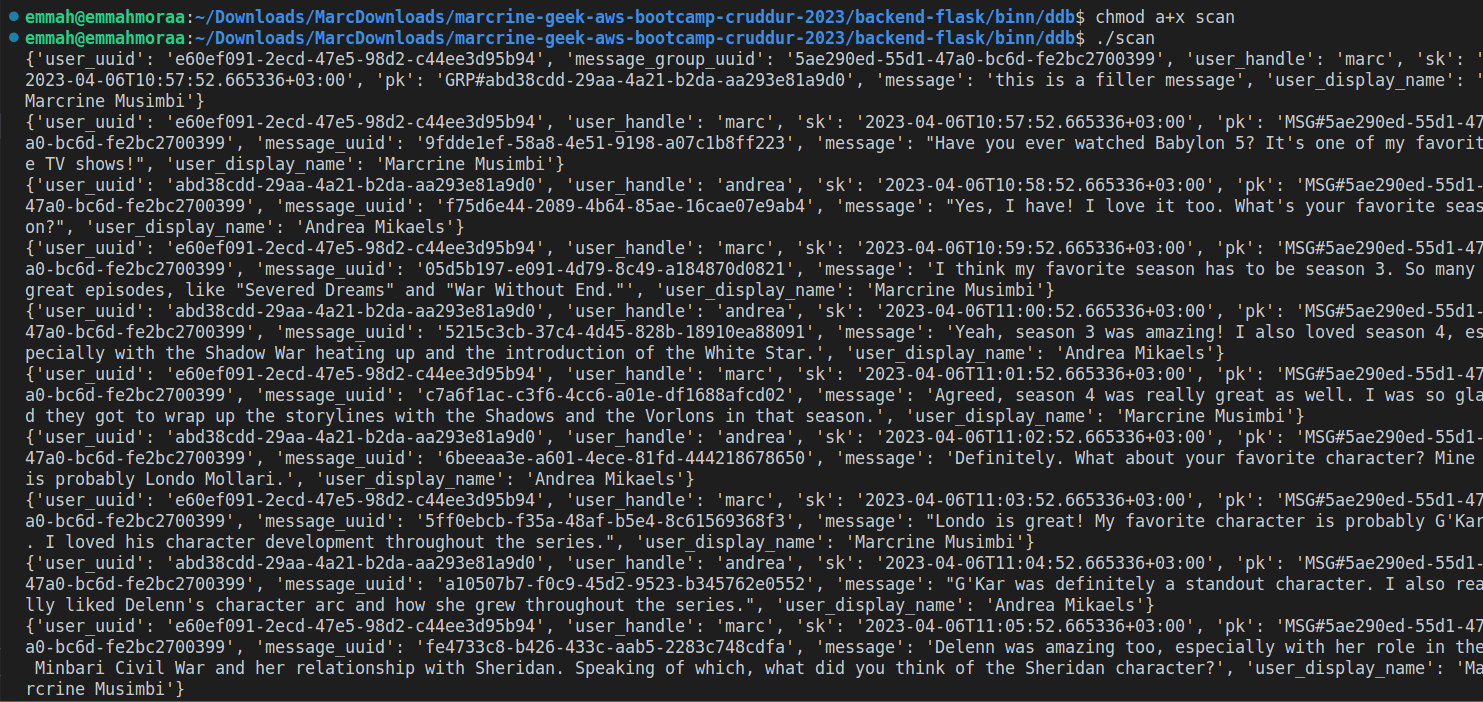 emmah@emmahmoraa:~/Downloads/MarcDownloads/marcrine-geek-aws-bootcamp-cruddur-2023/backend-flask/binn/ddb$ chmod a+x scan
emmah@emmahmoraa:~/Downloads/MarcDownloads/marcrine-geek-aws-bootcamp-cruddur-2023/backend-flask/binn/ddb$ ./scan
{'user_uuid': 'e60ef091-2ecd-47e5-98d2-c44ee3d95b94', 'message_group_uuid': '5ae290ed-55d1-47a0-bc6d-fe2bc2700399', 'user_handle': 'marc', 'sk': '
2023-04-06T10:57:52.665336+03:00', 'pk': 'GRP#abd38cdd-29aa-4a21-b2da-aa293e81a9d0', 'message': 'this is a filler message', 'user_display_name': '
Marcrine Musimbi'}
{'user_uuid': 'e60ef091-2ecd-47e5-98d2-c44ee3d95b94', 'user_handle': 'marc', 'sk': '2023-04-06T10:57:52.665336+03:00', 'pk': 'MSG#5ae290ed-55d1-47
a0-bc6d-fe2bc2700399', 'message_uuid': '9fdde1ef-58a8-4e51-9198-a07c1b8ff223', 'message': "Have you ever watched Babylon 5? It's one of my favorit
e TV shows!", 'user_display_name': 'Marcrine Musimbi'}
{'user_uuid': 'abd38cdd-29aa-4a21-b2da-aa293e81a9d0', 'user_handle': 'andrea', 'sk': '2023-04-06T10:58:52.665336+03:00', 'pk': 'MSG#5ae290ed-55d1-
47a0-bc6d-fe2bc2700399', 'message_uuid': 'f75d6e44-2089-4b64-85ae-16cae07e9ab4', 'message': "Yes, I have! I love it too. What's your favorite seas
on?", 'user_display_name': 'Andrea Mikaels'}
{'user_uuid': 'e60ef091-2ecd-47e5-98d2-c44ee3d95b94', 'user_handle': 'marc', 'sk': '2023-04-06T10:59:52.665336+03:00', 'pk': 'MSG#5ae290ed-55d1-47
a0-bc6d-fe2bc2700399', 'message_uuid': '05d5b197-e091-4d79-8c49-a184870d0821', 'message': 'I think my favorite season has to be season 3. So many
great episodes, like "Severed Dreams" and "War Without End."', 'user_display_name': 'Marcrine Musimbi'}
{'user_uuid': 'abd38cdd-29aa-4a21-b2da-aa293e81a9d0', 'user_handle': 'andrea', 'sk': '2023-04-06T11:00:52.665336+03:00', 'pk': 'MSG#5ae290ed-55d1-
47a0-bc6d-fe2bc2700399', 'message_uuid': '5215c3cb-37c4-4d45-828b-18910ea88091', 'message': 'Yeah, season 3 was amazing! I also loved season 4, es
pecially with the Shadow War heating up and the introduction of the White Star.', 'user_display_name': 'Andrea Mikaels'}
{'user_uuid': 'e60ef091-2ecd-47e5-98d2-c44ee3d95b94', 'user_handle': 'marc', 'sk': '2023-04-06T11:01:52.665336+03:00', 'pk': 'MSG#5ae290ed-55d1-47
a0-bc6d-fe2bc2700399', 'message_uuid': 'c7a6f1ac-c3f6-4cc6-a01e-df1688afcd02', 'message': 'Agreed, season 4 was really great as well. I was so gla
d they got to wrap up the storylines with the Shadows and the Vorlons in that season.', 'user_display_name': 'Marcrine Musimbi'}
{'user_uuid': 'abd38cdd-29aa-4a21-b2da-aa293e81a9d0', 'user_handle': 'andrea', 'sk': '2023-04-06T11:02:52.665336+03:00', 'pk': 'MSG#5ae290ed-55d1-
47a0-bc6d-fe2bc2700399', 'message_uuid': '6beeaa3e-a601-4ece-81fd-444218678650', 'message': 'Definitely. What about your favorite character? Mine
is probably Londo Mollari.', 'user_display_name': 'Andrea Mikaels'}
{'user_uuid': 'e60ef091-2ecd-47e5-98d2-c44ee3d95b94', 'user_handle': 'marc', 'sk': '2023-04-06T11:03:52.665336+03:00', 'pk': 'MSG#5ae290ed-55d1-47
a0-bc6d-fe2bc2700399', 'message_uuid': '5ff0ebcb-f35a-48af-b5e4-8c61569368f3', 'message': "Londo is great! My favorite character is probably G'Kar
. I loved his character development throughout the series.", 'user_display_name': 'Marcrine Musimbi'}
{'user_uuid': 'abd38cdd-29aa-4a21-b2da-aa293e81a9d0', 'user_handle': 'andrea', 'sk': '2023-04-06T11:04:52.665336+03:00', 'pk': 'MSG#5ae290ed-55d1-
47a0-bc6d-fe2bc2700399', 'message_uuid': 'a10507b7-f0c9-45d2-9523-b345762e0552', 'message': "G'Kar was definitely a standout character. I also rea
lly liked Delenn's character arc and how she grew throughout the series.", 'user_display_name': 'Andrea Mikaels'}
{'user_uuid': 'e60ef091-2ecd-47e5-98d2-c44ee3d95b94', 'user_handle': 'marc', 'sk': '2023-04-06T11:05:52.665336+03:00', 'pk': 'MSG#5ae290ed-55d1-47
a0-bc6d-fe2bc2700399', 'message_uuid': 'fe4733c8-b426-433c-aab5-2283c748cdfa', 'message': 'Delenn was amazing too, especially with her role in the
 Minbari Civil War and her relationship with Sheridan. Speaking of which, what did you think of the Sheridan character?', 'user_display_name': 'Ma
rcrine Musimbi'}